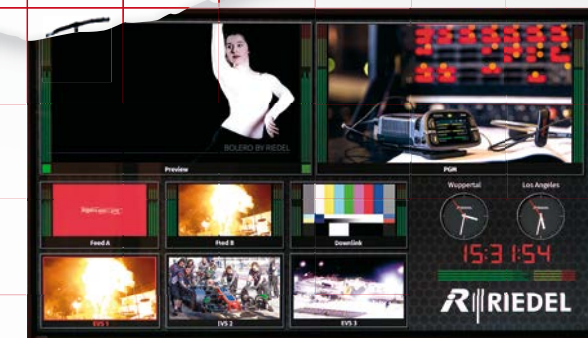 BOLERO BY RIEDEL
Preview
PGM
Wuppertal
Los Angeles
Feed A
Feed B
Downlink
15:31:54
EVS 1
EVS 2
EVS 3
RIEDEL